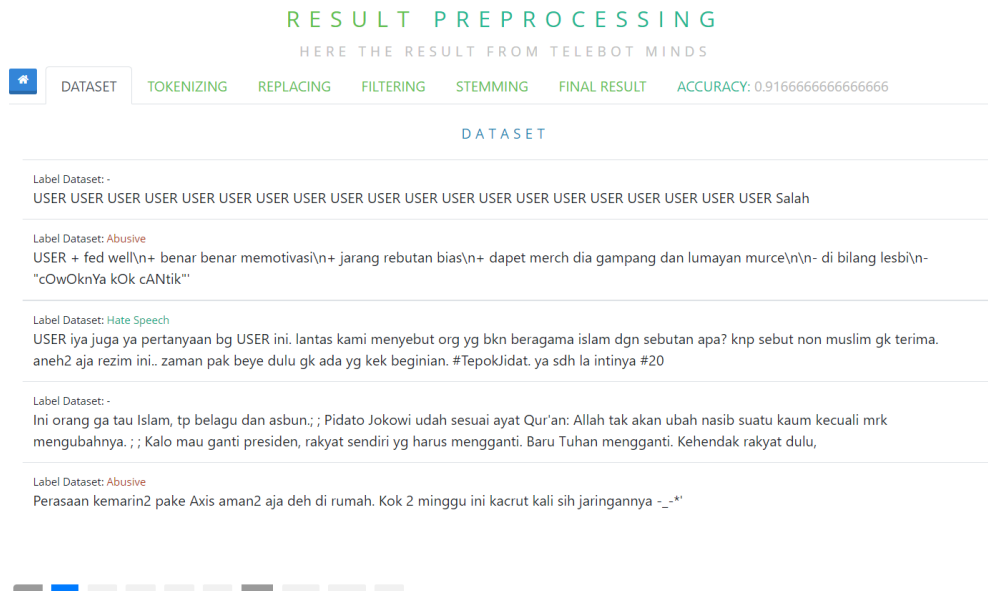 RESULT PREPROCESSING
HERE THE RESULT FROM TELEBOT MINDS
DATASET TOKENIZING REPLACING FILTERING STEMMING FINAL RESULT ACCURACY: 0.9166666666666666
DATASET
Label Dataset: -
USER USER USER USER USER USER USER USER USER USER USER USER USER USER USER USER USER USER USER USER Salah
Label Dataset: Abusive
USER + fed well\n+ benar benar memotivasi\n+ jarang rebutan bias\n+ dapet merch dia gampang dan lumayan murce\n\n- di bilang lesbi\n-
"cOwOknYa kOk cANtik"'
Label Dataset: Hate Speech
USER iya juga ya pertanyaan bg USER ini. lantas kami menyebut org yg bkn beragama islam dgn sebutan apa? knp sebut non muslim gk terima.
aneh2 aja rezim ini.. zaman pak beye dulu gk ada yg kek beginian. #TepokJidat. ya sdh la intinya #20
Label Dataset: -
Ini orang ga tau Islam, tp belagu dan asbun.; ; Pidato Jokowi udah sesuai ayat Qur'an: Allah tak akan ubah nasib suatu kaum kecuali mrk
mengubahnya. ; ; Kalo mau ganti presiden, rakyat sendiri yg harus mengganti. Baru Tuhan mengganti. Kehendak rakyat dulu,
Label Dataset: Abusive
Perasaan kemarin2 pake Axis aman2 aja deh di rumah. Kok 2 minggu ini kacrut kali sih jaringannya -_-*'